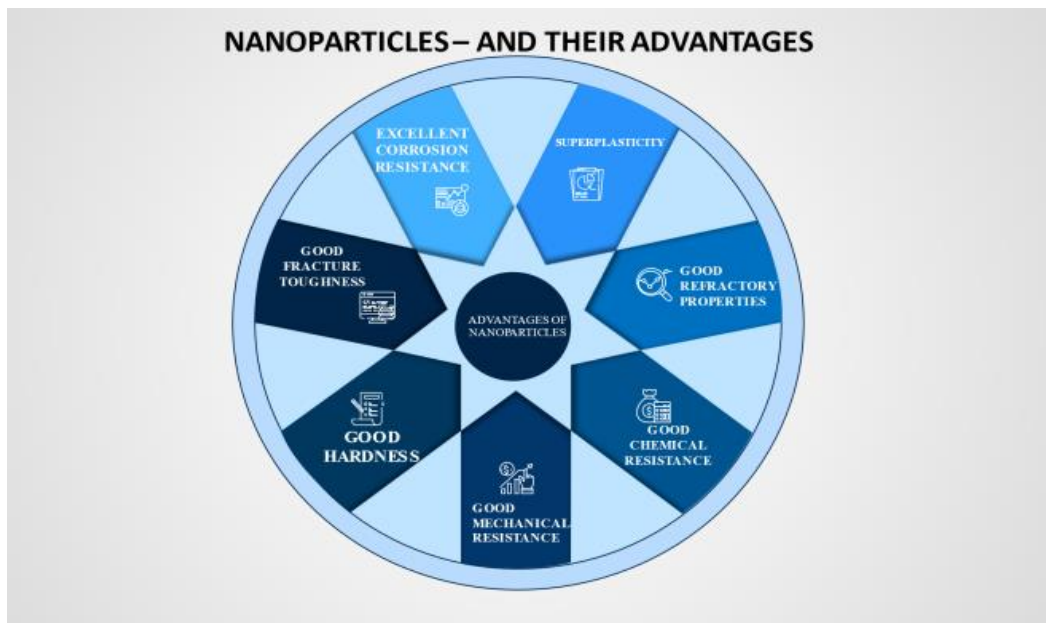 NANOPARTICLES – AND THEIR ADVANTAGES
EXCELLENT
CORROSION
RESISTANCE
SUPERPLASTICITY
GOOD
REFRACTORY
PROPERTIES
GOOD
CHEMICAL
RESISTANCE
GOOD
MECHANICAL
RESISTANCE
GOOD
HARDNESS
GOOD
FRACTURE
TOUGHNESS
ADVANTAGES OF
NANOPARTICLES